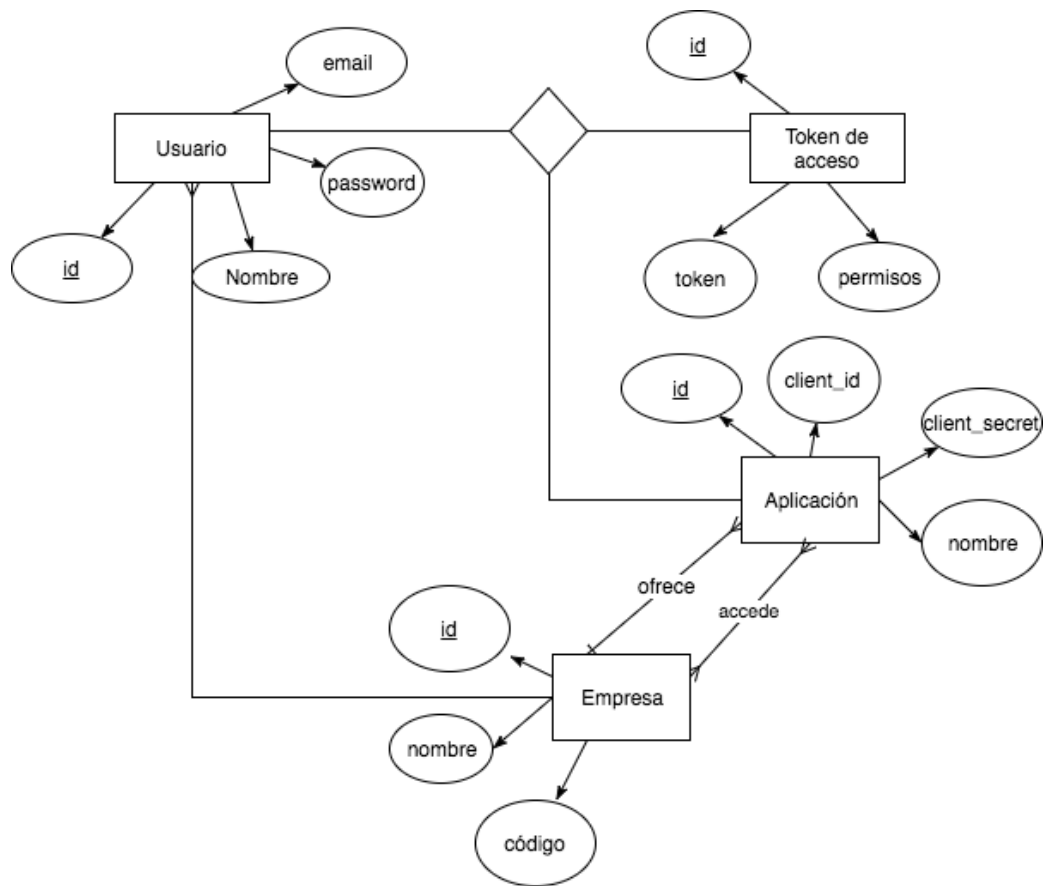 email
id
Usuario
Token de
acceso
password
id
Nombre
token
permisos
id
client_id
client_secret
Aplicación
nombre
ofrece
accede
id
Empresa
nombre
código